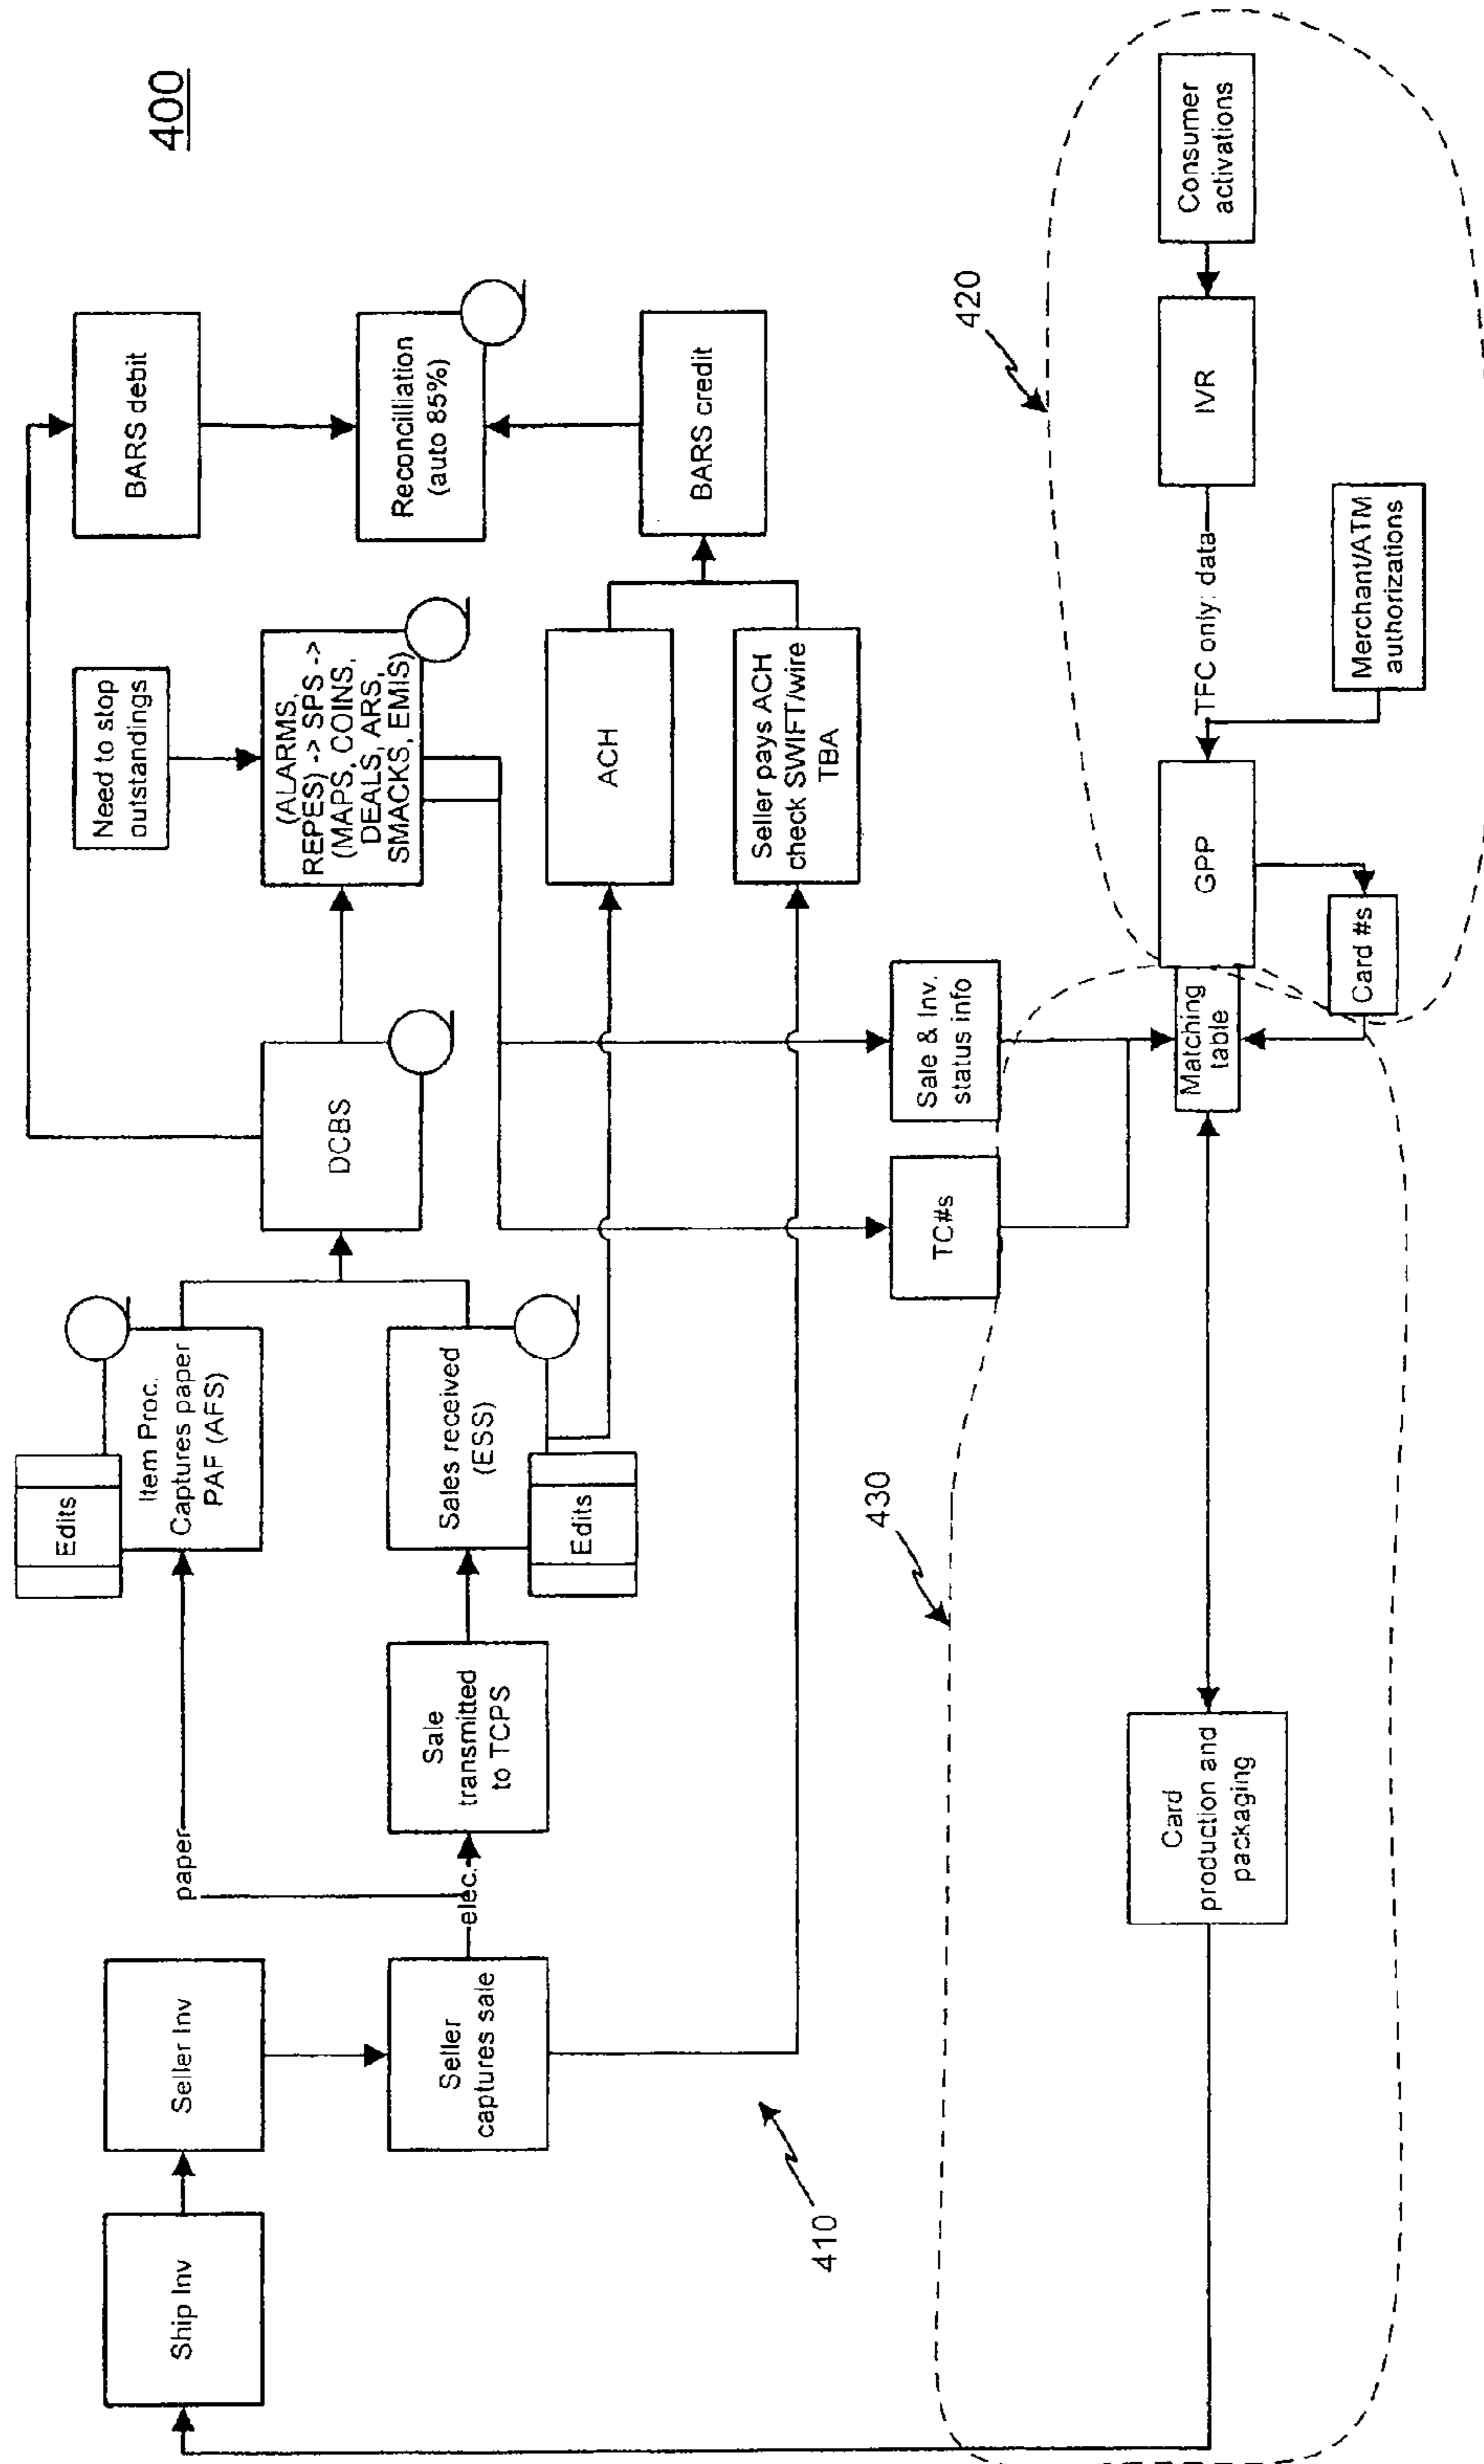 400
Ship Inv
Seller Inv
Seller
captures sale
paper
elec.
Sale
transmitted
to TCPS
Edits
Item Proc.
Captures paper
PAF (AFS)
Sales received
(ESS)
Edits
DCBS
Need to stop
outstandings
(ALARMS,
REPES) -> SPS ->
(MAPS, COINS,
DEALS, ARS,
SMACKS, EMIS)
BARS debit
Reconcilliation
(auto 85%)
BARS credit
ACH
Seller pays ACH
check SWIFT/wire
TBA
410
TC#s
Sale & Inv.
status info
430
420
Card
production and
packaging
Matching
table
GPP
Card #s
TFC only: data
IVR
Consumer
activations
Merchant/ATM
authorizations